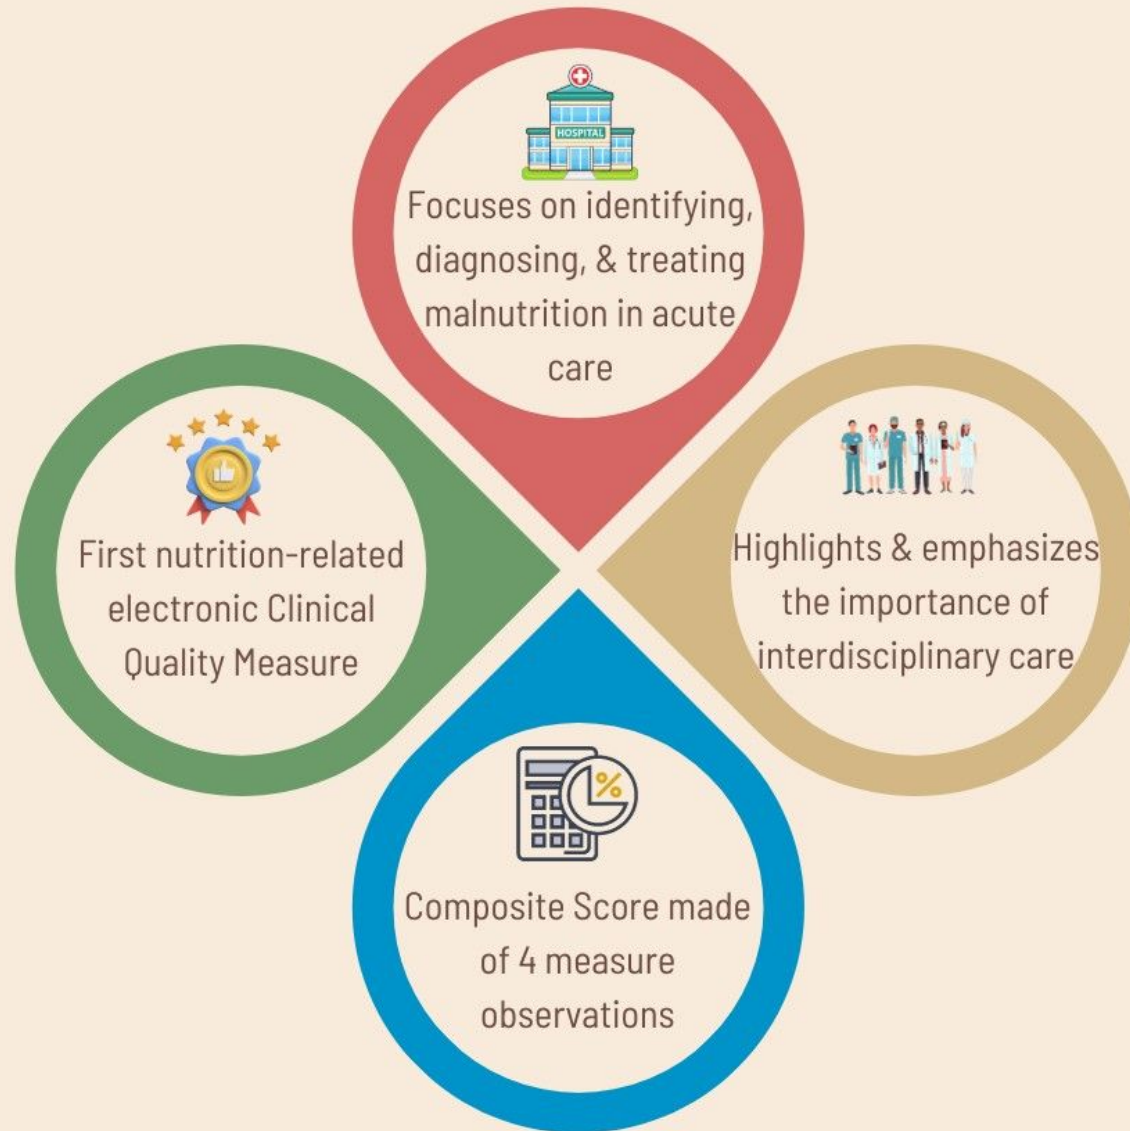 HOSPITAL
Focuses on identifying,
diagnosing, & treating
malnutrition in acute
care
First nutrition-related
electronic Clinical
Quality Measure
Highlights & emphasizes
the importance of
interdisciplinary care
%
Composite Score made
of 4 measure
observations